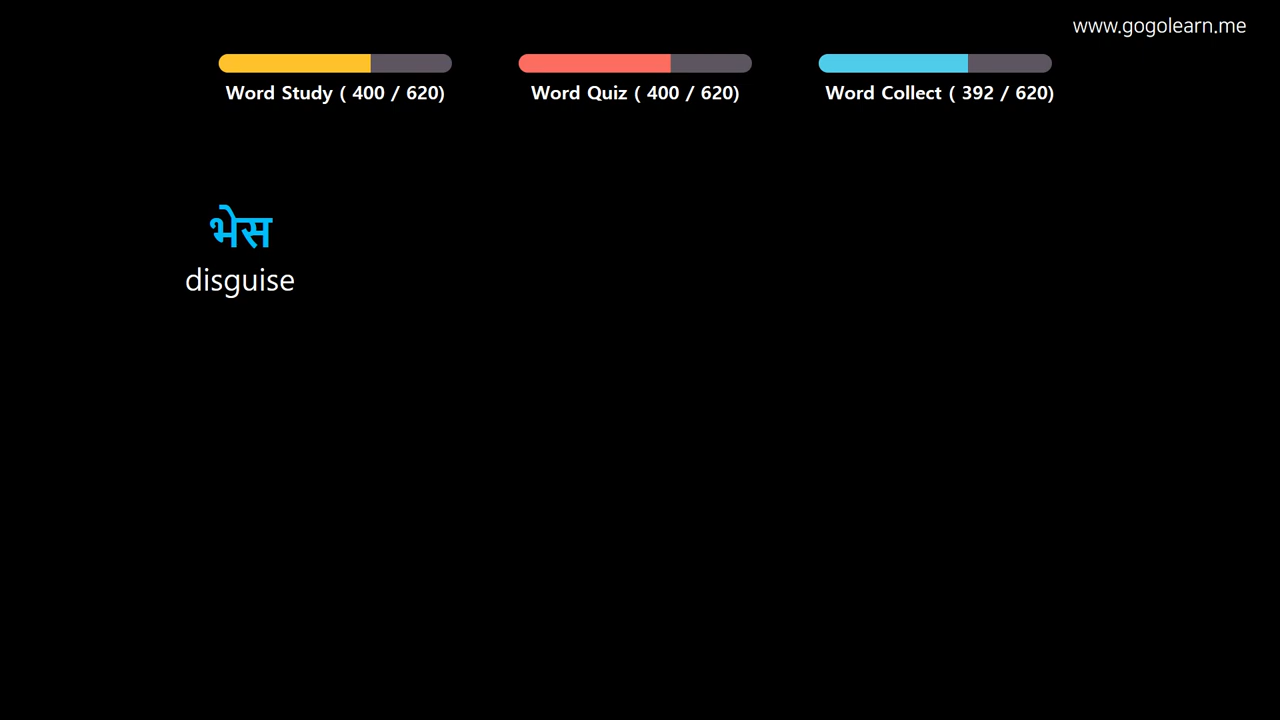 www.gogolearn.me
Word Study ( 400 / 620)
Word Quiz ( 400 / 620)
Word Collect ( 392 / 620)
भेस
disguise